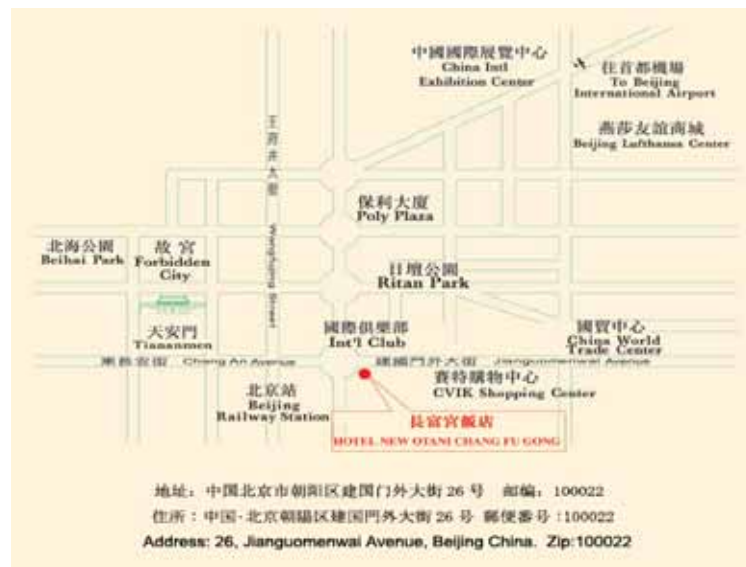 中國國際展覽中心
China Intl
Exhibition Center
往首都機場
To Beijing
International Airport
燕莎友誼商城
Beijing Lufthansa Center
王府井大街
Wangfujing Street
保利大廈
Poly Plaza
北海公園
Beihai Park
故宮
Forbidden
City
日壇公園
Ritan Park
天安門
Tiananmen
國際俱樂部
Int'l Club
國貿中心
China World
Trade Center
東長安街 Chang An Avenue
建國門外大街 Jianguomenwai Avenue
北京站
Beijing
Railway Station
賽特購物中心
CVIK Shopping Center
長富宮飯店
HOTEL NEW OTANI CHANG FU GONG
地址：中国北京市朝阳区建国门外大街 26 号 邮编：100022
住所：中国·北京朝陽区建国門外大街 26 号 郵便番号:100022
Address: 26, Jianguomenwai Avenue, Beijing China. Zip:100022